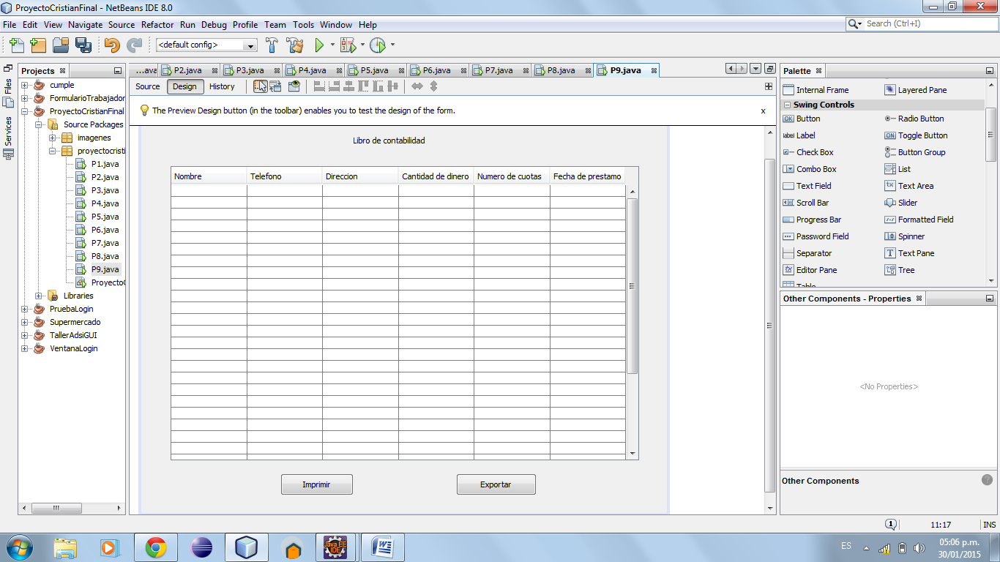 ProyectoCristianFinal - NetBeans IDE 8.0
File Edit View Navigate Source Refactor Run Debug Profile Team Tools Window Help
Search (Ctrl+I)
<default config>
Files
Services
Projects
cumple
FormularioTrabajador
ProyectoCristianFinal
Source Packages
imagenes
proyectocristi
P1.java
P2.java
P3.java
P4.java
P5.java
P6.java
P7.java
P8.java
P9.java
ProyectoC
Libraries
PruebaLogin
Supermercado
TallerAdsiGUI
VentanaLogin
...ava P2.java P3.java P4.java P5.java P6.java P7.java P8.java P9.java
Source Design History
The Preview Design button (in the toolbar) enables you to test the design of the form. x
Libro de contabilidad
Nombre Telefono Direccion Cantidad de dinero Numero de cuotas Fecha de prestamo
Imprimir Exportar
Palette
Internal Frame Layered Pane
Swing Controls
OK Button Radio Button
label Label ON Toggle Button
Check Box Button Group
Combo Box List
Text Field Text Area
Scroll Bar Slider
Progress Bar Formatted Field
Password Field Spinner
Separator Text Pane
Editor Pane Tree
Table
Other Components - Properties
<No Properties>
Other Components
1 11:17 INS
Java EE
IDE
ES
05:06 p.m.
30/01/2015